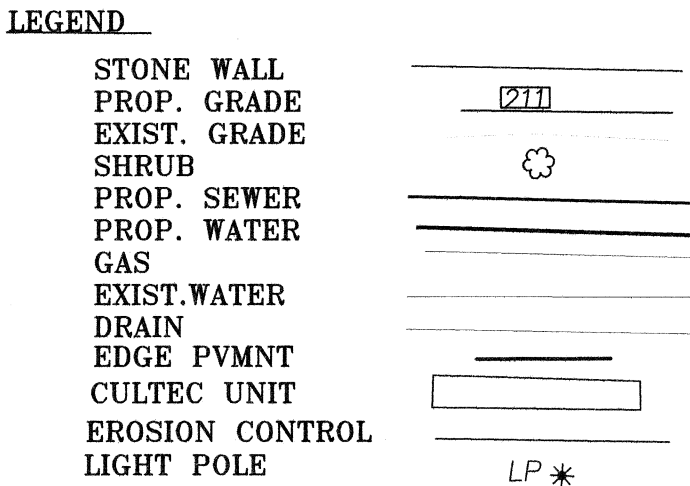 LEGEND
STONE WALL
PROP. GRADE 211
EXIST. GRADE
SHRUB
PROP. SEWER
PROP. WATER
GAS
EXIST.WATER
DRAIN
EDGE PVMNT
CULTEC UNIT
EROSION CONTROL
LIGHT POLE LP